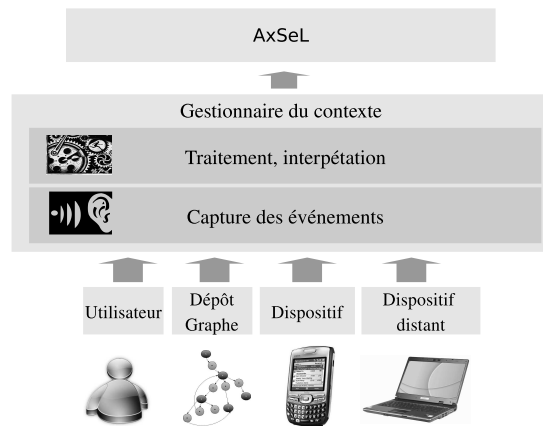 AxSeL
Gestionnaire du contexte
Traitement, interpétation
Capture des événements
Utilisateur
Dépôt
Graphe
Dispositif
Dispositif
distant